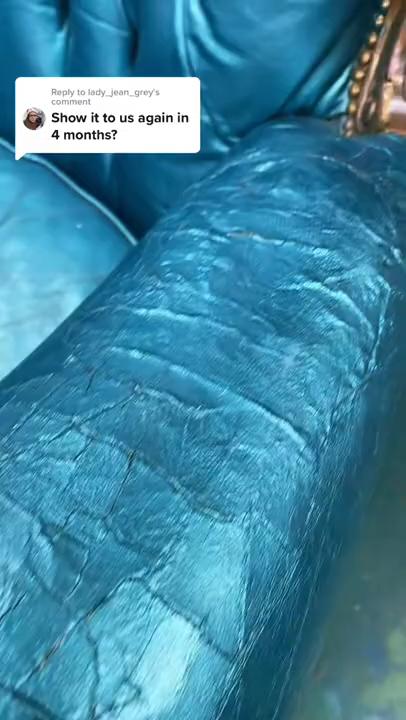 Reply to lady_jean_grey's
comment
Show it to us again in
4 months?